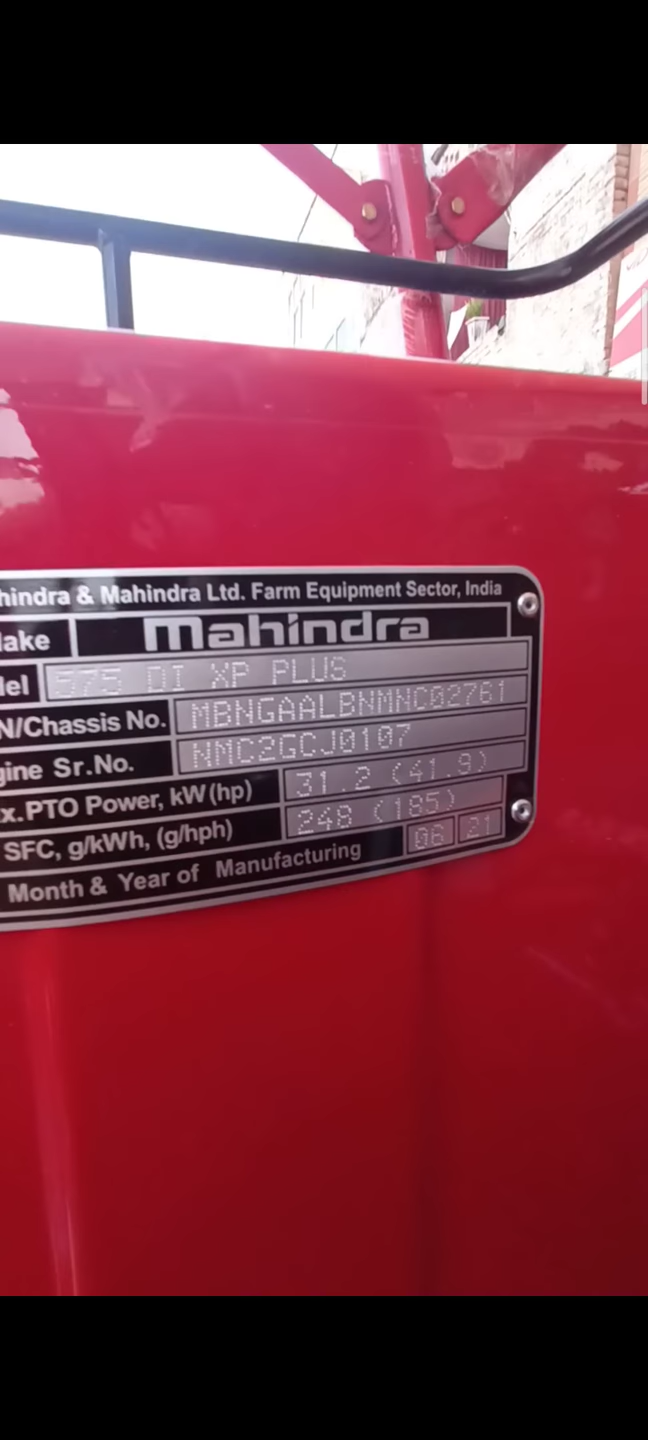 hindra & Mahindra Ltd. Farm Equipment Sector, India
ake mahindra
el 575 DI XP PLUS
N/Chassis No. MBNGAALBNMNC02761
gine Sr.No. NMC2GCJ0107
x.PTO Power, kW(hp) 31.2 (41.9)
SFC, g/kWh, (g/hph) 248 (185)
Month & Year of Manufacturing 06 21